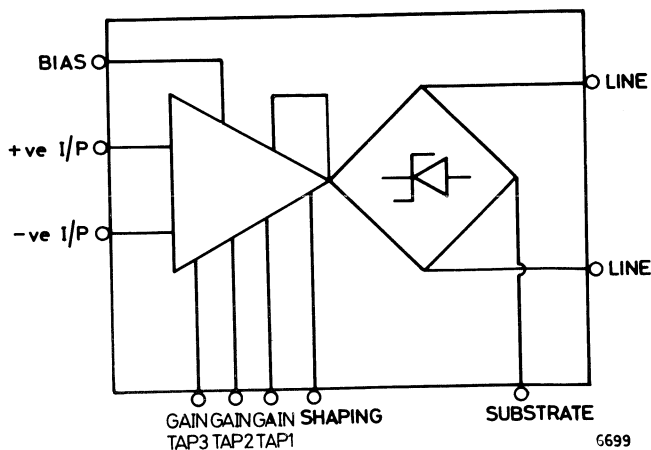 BIAS
LINE
+ve I/P
-ve I/P
LINE
GAIN GAIN GAIN SHAPING
TAP3 TAP2 TAP1
SUBSTRATE
6699